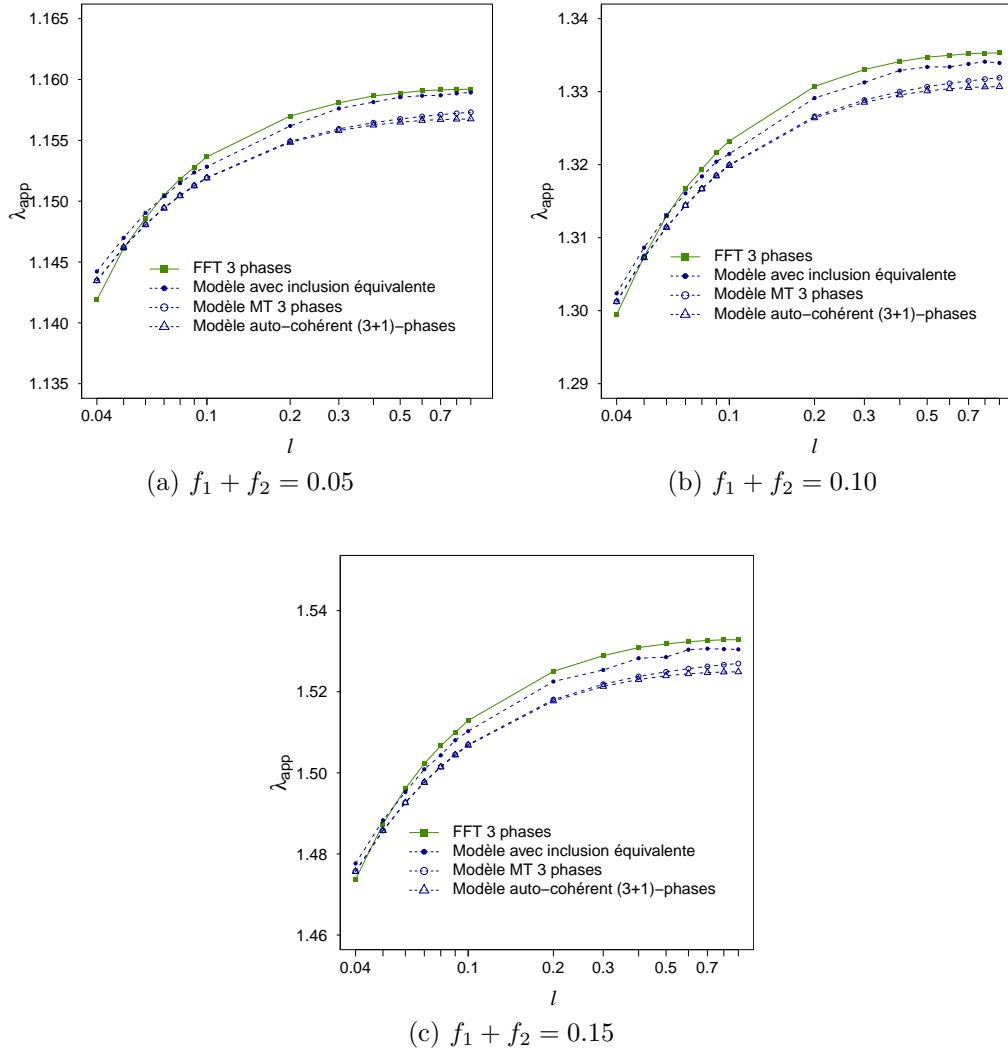 1.165
1.160
1.155
1.150
1.145
1.140
1.135
λapp
FFT 3 phases
Modèle avec inclusion équivalente
Modèle MT 3 phases
Modèle auto−cohérent (3+1)−phases
0.04 0.1 0.2 0.3 0.5 0.7
l
(a) f1 + f2 = 0.05
1.34
1.33
1.32
1.31
1.30
1.29
1.28
λapp
FFT 3 phases
Modèle avec inclusion équivalente
Modèle MT 3 phases
Modèle auto−cohérent (3+1)−phases
0.04 0.1 0.2 0.3 0.5 0.7
l
(b) f1 + f2 = 0.10
1.54
1.52
1.50
1.48
1.46
λapp
FFT 3 phases
Modèle avec inclusion équivalente
Modèle MT 3 phases
Modèle auto−cohérent (3+1)−phases
0.04 0.1 0.2 0.3 0.5 0.7
l
(c) f1 + f2 = 0.15